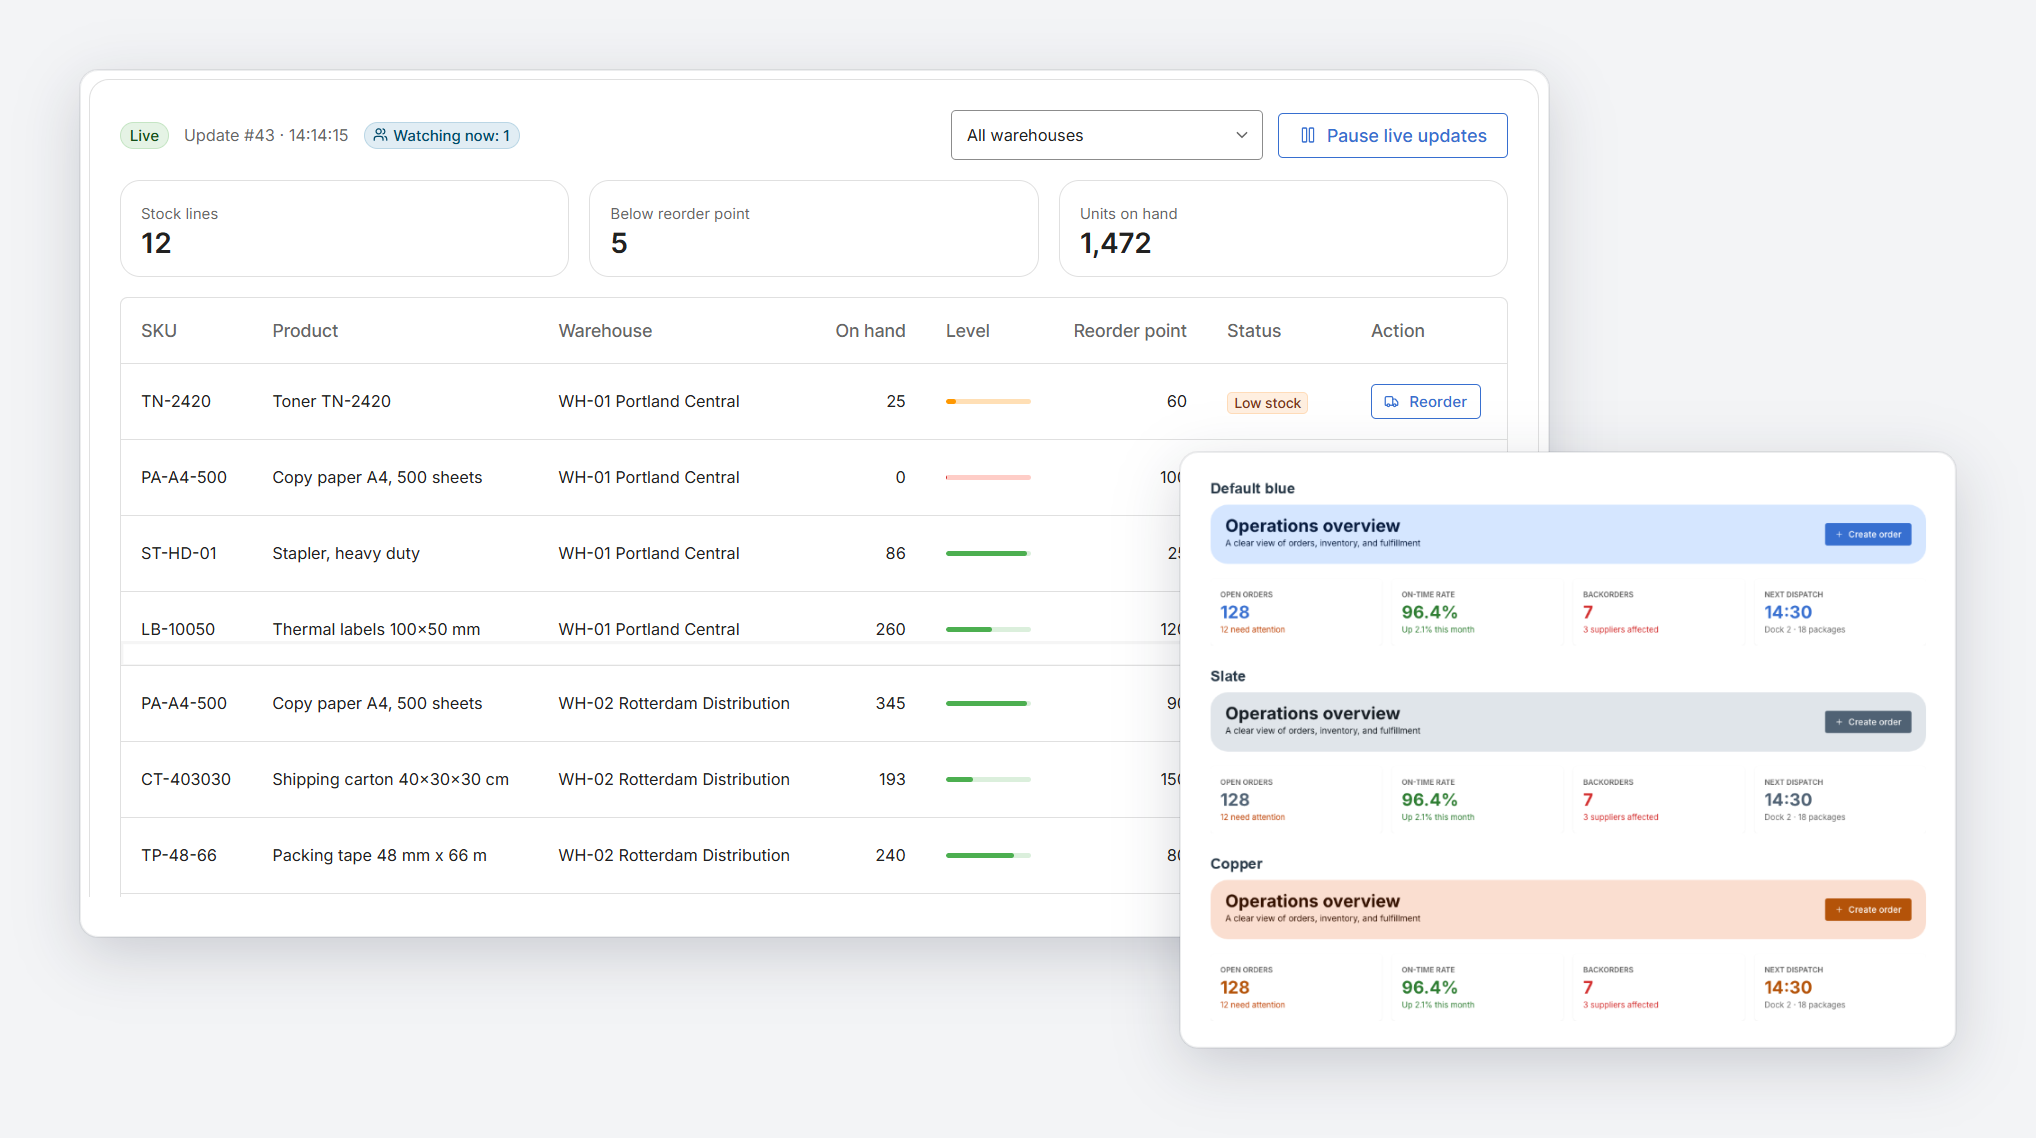 Live Update #43 · 14:14:15 Watching now: 1 All warehouses Pause live updates
Stock lines Below reorder point Units on hand
12 5 1,472
SKU Product Warehouse On hand Level Reorder point Status Action
TN-2420 Toner TN-2420 WH-01 Portland Central 25 60 Low stock Reorder
PA-A4-500 Copy paper A4, 500 sheets WH-01 Portland Central 0
ST-HD-01 Stapler, heavy duty WH-01 Portland Central 86
LB-10050 Thermal labels 100×50 mm WH-01 Portland Central 260
PA-A4-500 Copy paper A4, 500 sheets WH-02 Rotterdam Distribution 345
CT-403030 Shipping carton 40×30×30 cm WH-02 Rotterdam Distribution 193
TP-48-66 Packing tape 48 mm x 66 m WH-02 Rotterdam Distribution 240
Default blue
Operations overview
A clear view of orders, inventory, and fulfillment
+ Create order
OPEN ORDERS ON-TIME RATE BACKORDERS NEXT DISPATCH
128 96.4% 7 14:30
12 need attention Up 2.1% this month 3 suppliers affected Dock 2 · 18 packages
Slate
Operations overview
A clear view of orders, inventory, and fulfillment
+ Create order
OPEN ORDERS ON-TIME RATE BACKORDERS NEXT DISPATCH
128 96.4% 7 14:30
12 need attention Up 2.1% this month 3 suppliers affected Dock 2 · 18 packages
Copper
Operations overview
A clear view of orders, inventory, and fulfillment
+ Create order
OPEN ORDERS ON-TIME RATE BACKORDERS NEXT DISPATCH
128 96.4% 7 14:30
12 need attention Up 2.1% this month 3 suppliers affected Dock 2 · 18 packages